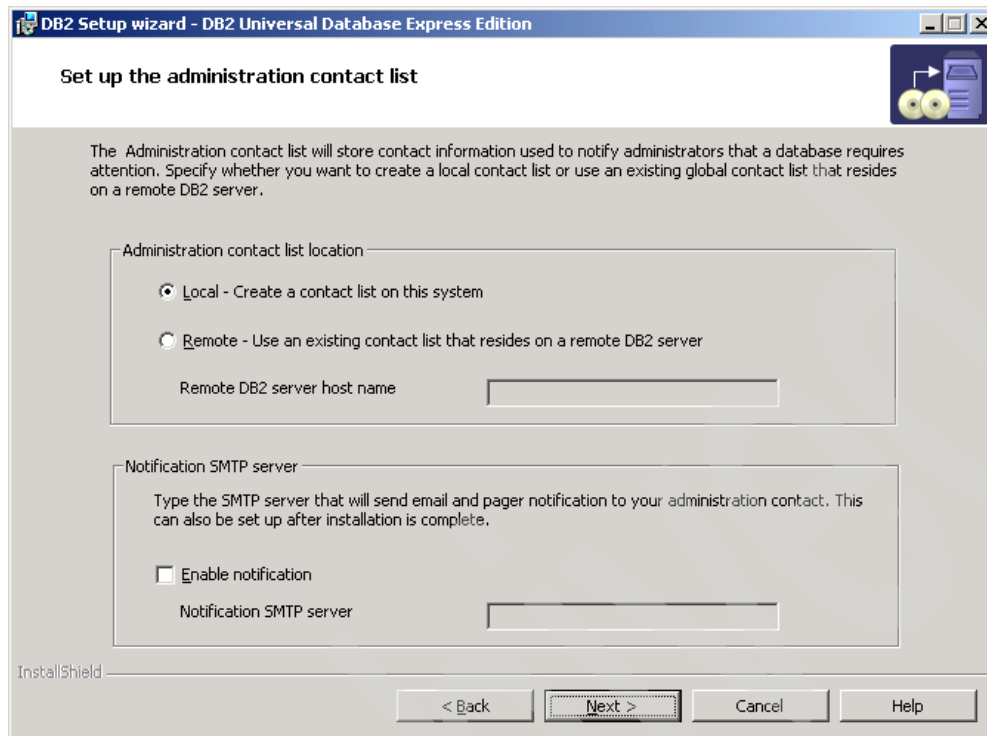 DB2 Setup wizard - DB2 Universal Database Express Edition
Set up the administration contact list
The Administration contact list will store contact information used to notify administrators that a database requires
attention. Specify whether you want to create a local contact list or use an existing global contact list that resides
on a remote DB2 server.
Administration contact list location
Local - Create a contact list on this system
Remote - Use an existing contact list that resides on a remote DB2 server
Remote DB2 server host name
Notification SMTP server
Type the SMTP server that will send email and pager notification to your administration contact. This
can also be set up after installation is complete.
Enable notification
Notification SMTP server
InstallShield
< Back Next > Cancel Help